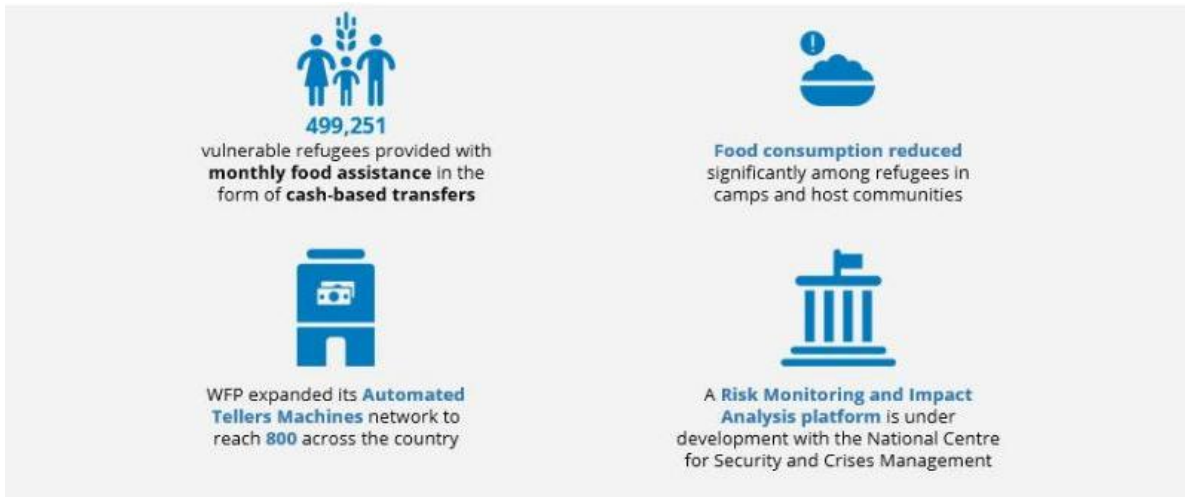 499,251
vulnerable refugees provided with
monthly food assistance in the
form of cash-based transfers
Food consumption reduced
significantly among refugees in
camps and host communities
WFP expanded its Automated
Tellers Machines network to
reach 800 across the country
A Risk Monitoring and Impact
Analysis platform is under
development with the National Centre
for Security and Crises Management